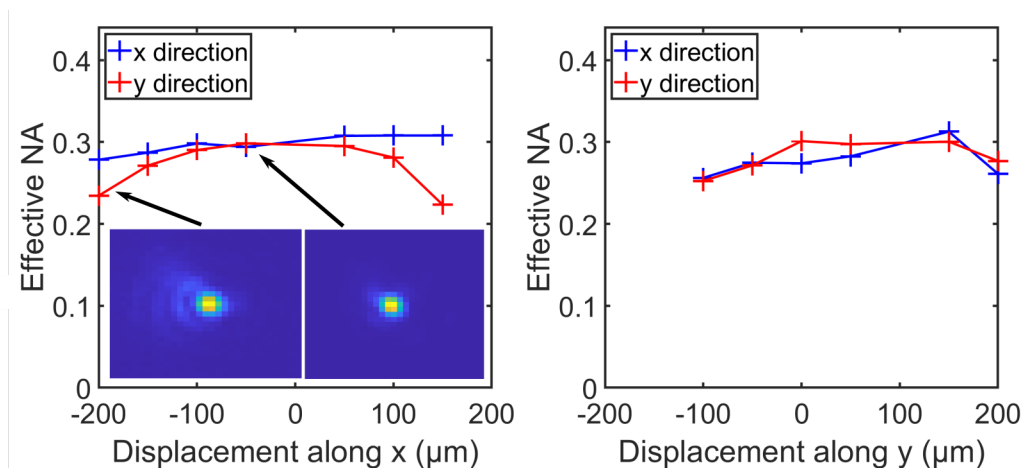 Effective NA
0.4
0.3
0.2
0.1
0
x direction
y direction
-200
-100
0
100
200
Displacement along x (μm)
Effective NA
0.4
0.3
0.2
0.1
0
x direction
y direction
-200
-100
0
100
200
Displacement along y (μm)